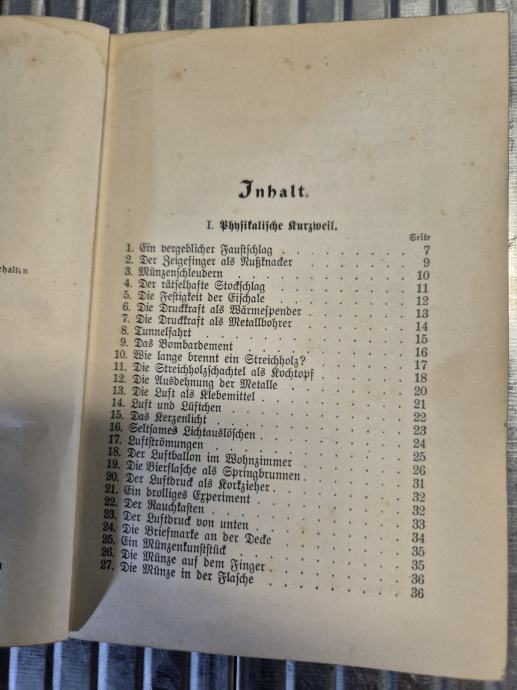 ehalten
Inhalt.
I. Physikalische Kurzweil.
Seite
1. Ein vergeblicher Faustschlag . . . . . . . 7
2. Der Zeigefinger als Nußknacker . . . . . . 9
3. Münzenschleudern . . . . . . . . . 10
4. Der rätselhafte Stockschlag . . . . . . . 11
5. Die Festigkeit der Eischale . . . . . . . 12
6. Die Druckkraft als Wärmespender . . . . . . 13
7. Die Druckkraft als Metallbohrer . . . . . . 14
8. Tunnelfahrt . . . . . . . . . . 15
9. Das Bombardement . . . . . . . . . 16
10. Wie lange brennt ein Streichholz? . . . . . 17
11. Die Streichholzschachtel als Kochtopf . . . . . 18
12. Die Ausdehnung der Metalle . . . . . . . 20
13. Die Luft als Klebemittel . . . . . . . . 21
14. Luft und Lüftchen . . . . . . . . . 22
15. Das Kerzenlicht . . . . . . . . . 23
16. Seltsames Lichtauslöschen . . . . . . . . 24
17. Luftströmungen . . . . . . . . . 25
18. Der Luftballon im Wohnzimmer . . . . . . 26
19. Die Bierflasche als Springbrunnen . . . . . . 31
20. Der Luftdruck als Korkzieher . . . . . . . 32
21. Ein drolliges Experiment . . . . . . . . 32
22. Der Rauchkasten . . . . . . . . . 33
23. Der Luftdruck von unten . . . . . . . . 34
24. Die Briefmarke an der Decke . . . . . . . 35
25. Ein Münzenkunststück . . . . . . . . 35
26. Die Münze auf dem Finger . . . . . . . 36
27. Die Münze in der Flasche . . . . . . . 36